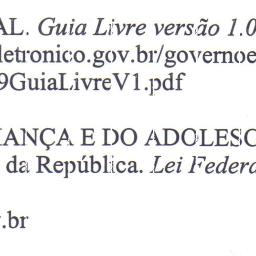 AL. Guia Livre versão 1.0
letronico.gov.br/governoe
9GuiaLivreV1.pdf
IANÇA E DO ADOLESC
da República. Lei Federa
.br